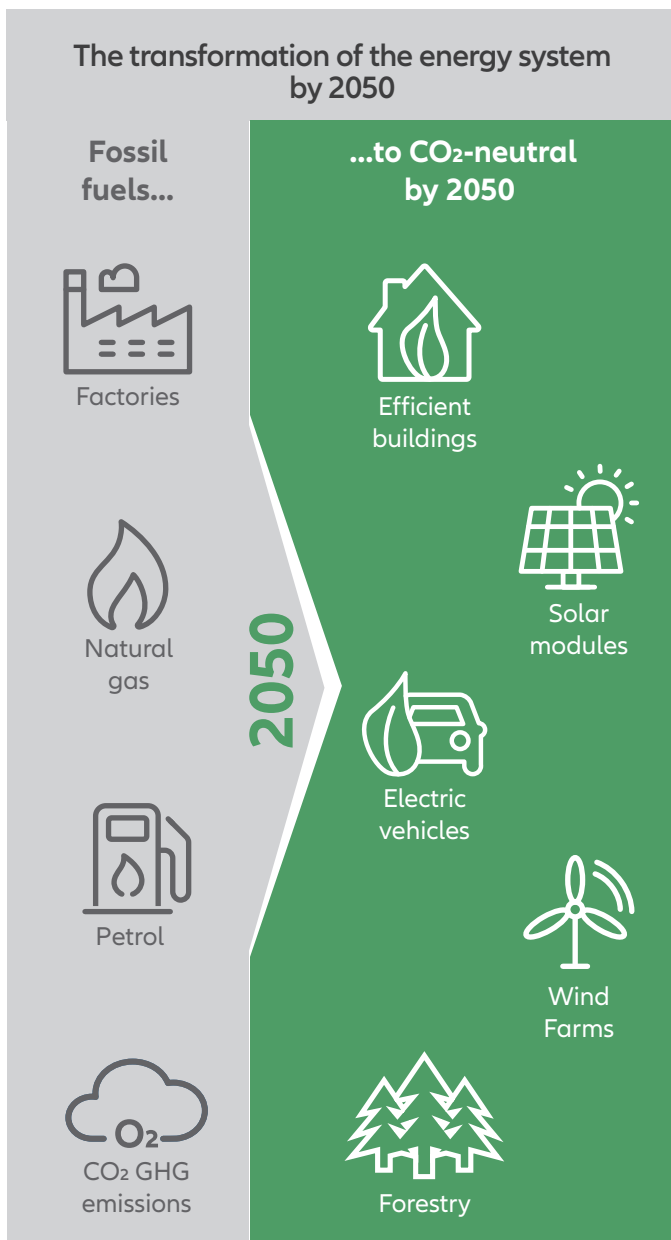 The transformation of the energy system
by 2050
Fossil
fuels...
Factories
Natural
gas
Petrol
O₂
CO₂ GHG
emissions
2050
...to CO₂-neutral
by 2050
Efficient
buildings
Solar
modules
Electric
vehicles
Wind
Farms
Forestry